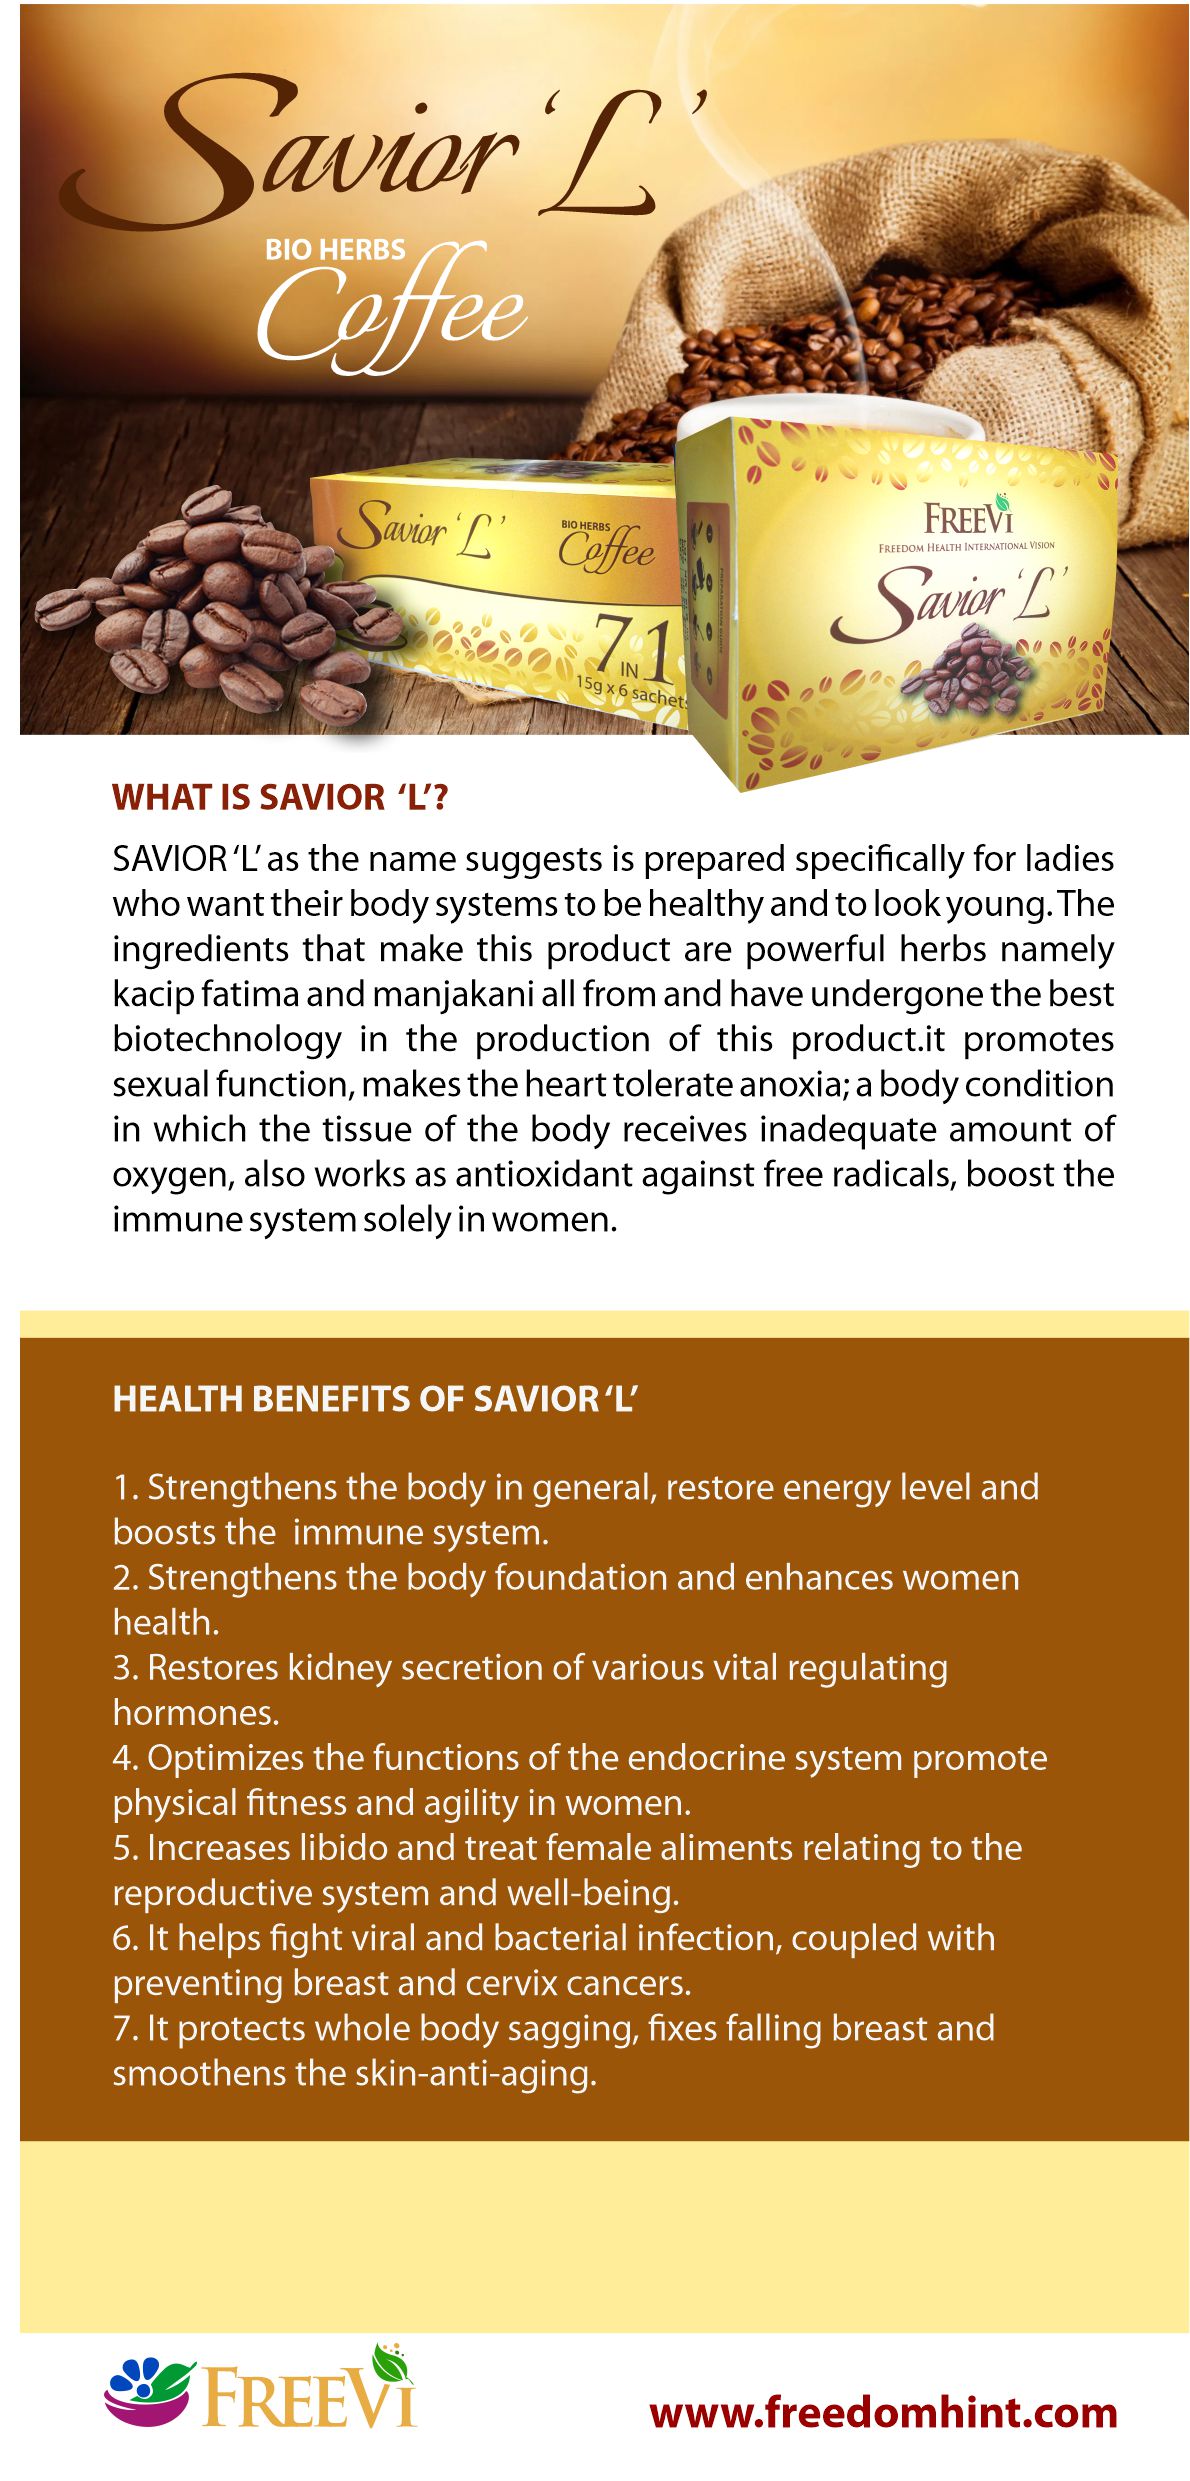 Savior 'L'
BIO HERBS
Coffee
Savior 'L'
BIO HERBS
Coffee
7 IN 1
15g x 6 sachets
FREEVI
FREEDOM HEALTH INTERNATIONAL VISION
Savior 'L'
WHAT IS SAVIOR ‘L’?
SAVIOR ‘L’ as the name suggests is prepared specifically for ladies
who want their body systems to be healthy and to look young. The
ingredients that make this product are powerful herbs namely
kacip fatima and manjakani all from and have undergone the best
biotechnology in the production of this product.it promotes
sexual function, makes the heart tolerate anoxia; a body condition
in which the tissue of the body receives inadequate amount of
oxygen, also works as antioxidant against free radicals, boost the
immune system solely in women.
HEALTH BENEFITS OF SAVIOR ‘L’
1. Strengthens the body in general, restore energy level and
boosts the  immune system.
2. Strengthens the body foundation and enhances women
health.
3. Restores kidney secretion of various vital regulating
hormones.
4. Optimizes the functions of the endocrine system promote
physical fitness and agility in women.
5. Increases libido and treat female aliments relating to the
reproductive system and well-being.
6. It helps fight viral and bacterial infection, coupled with
preventing breast and cervix cancers.
7. It protects whole body sagging, fixes falling breast and
smoothens the skin-anti-aging.
FREEVI
www.freedomhint.com